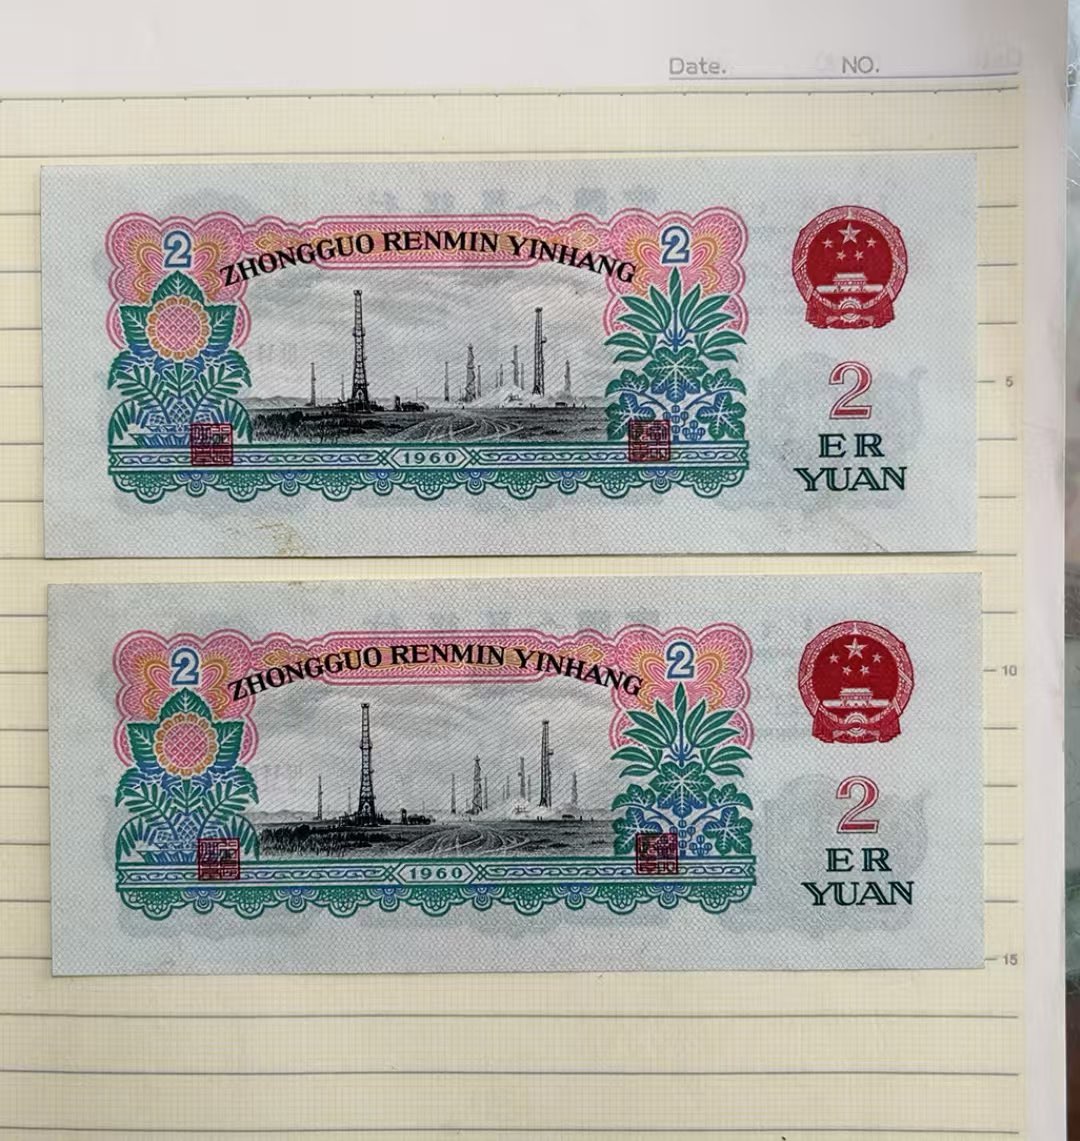 Date. NO.
2
ZHONGGUO RENMIN YINHANG
2
5
2
ER
YUAN
1960
2
ZHONGGUO RENMIN YINHANG
2
10
2
ER
YUAN
1960
15